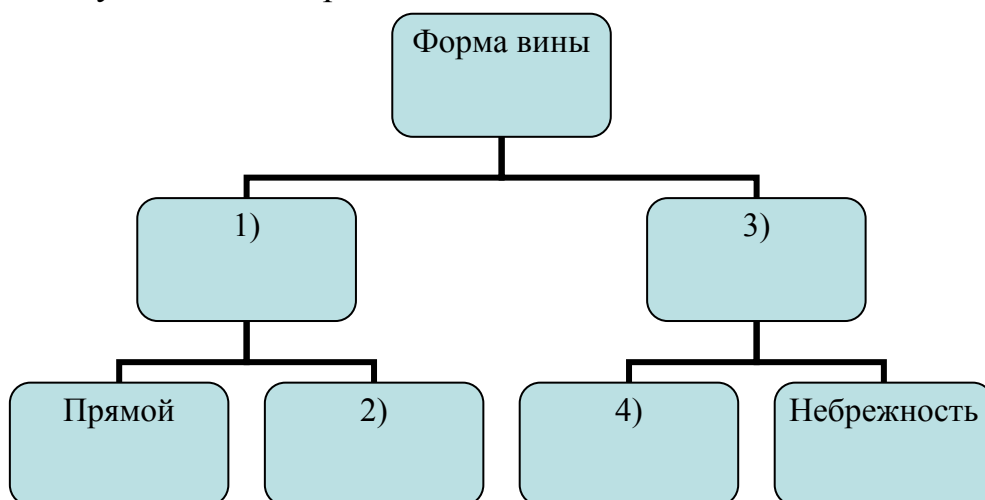 Форма вины
1)
3)
Прямой
2)
4)
Небрежность